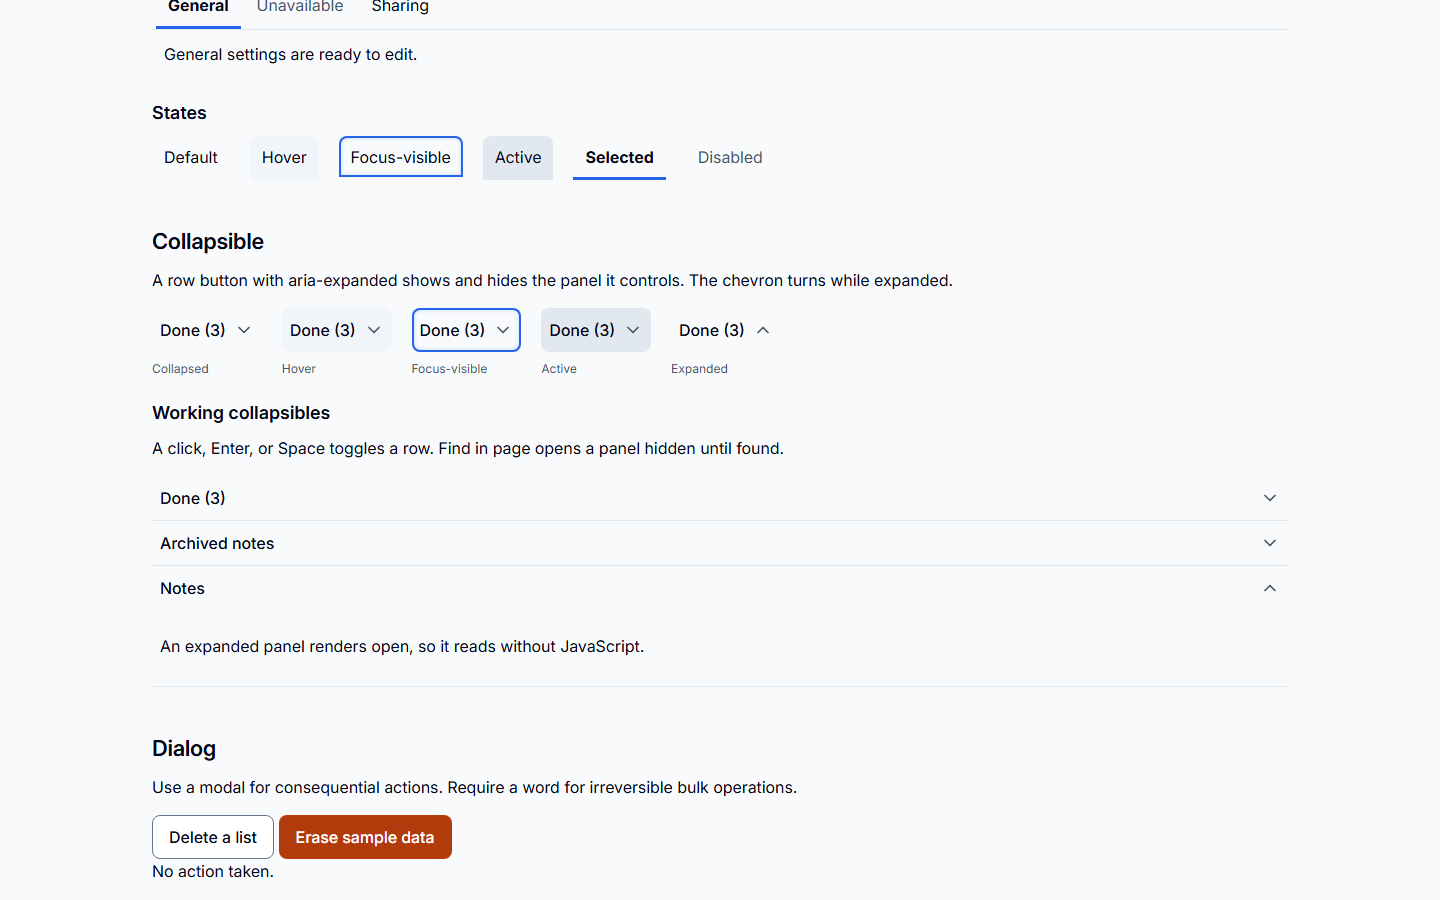 General Unavailable Sharing
General settings are ready to edit.
States
Default Hover Focus-visible Active Selected Disabled
Collapsible
A row button with aria-expanded shows and hides the panel it controls. The chevron turns while expanded.
Done (3) Done (3) Done (3) Done (3) Done (3)
Collapsed Hover Focus-visible Active Expanded
Working collapsibles
A click, Enter, or Space toggles a row. Find in page opens a panel hidden until found.
Done (3)
Archived notes
Notes
An expanded panel renders open, so it reads without JavaScript.
Dialog
Use a modal for consequential actions. Require a word for irreversible bulk operations.
Delete a list Erase sample data
No action taken.